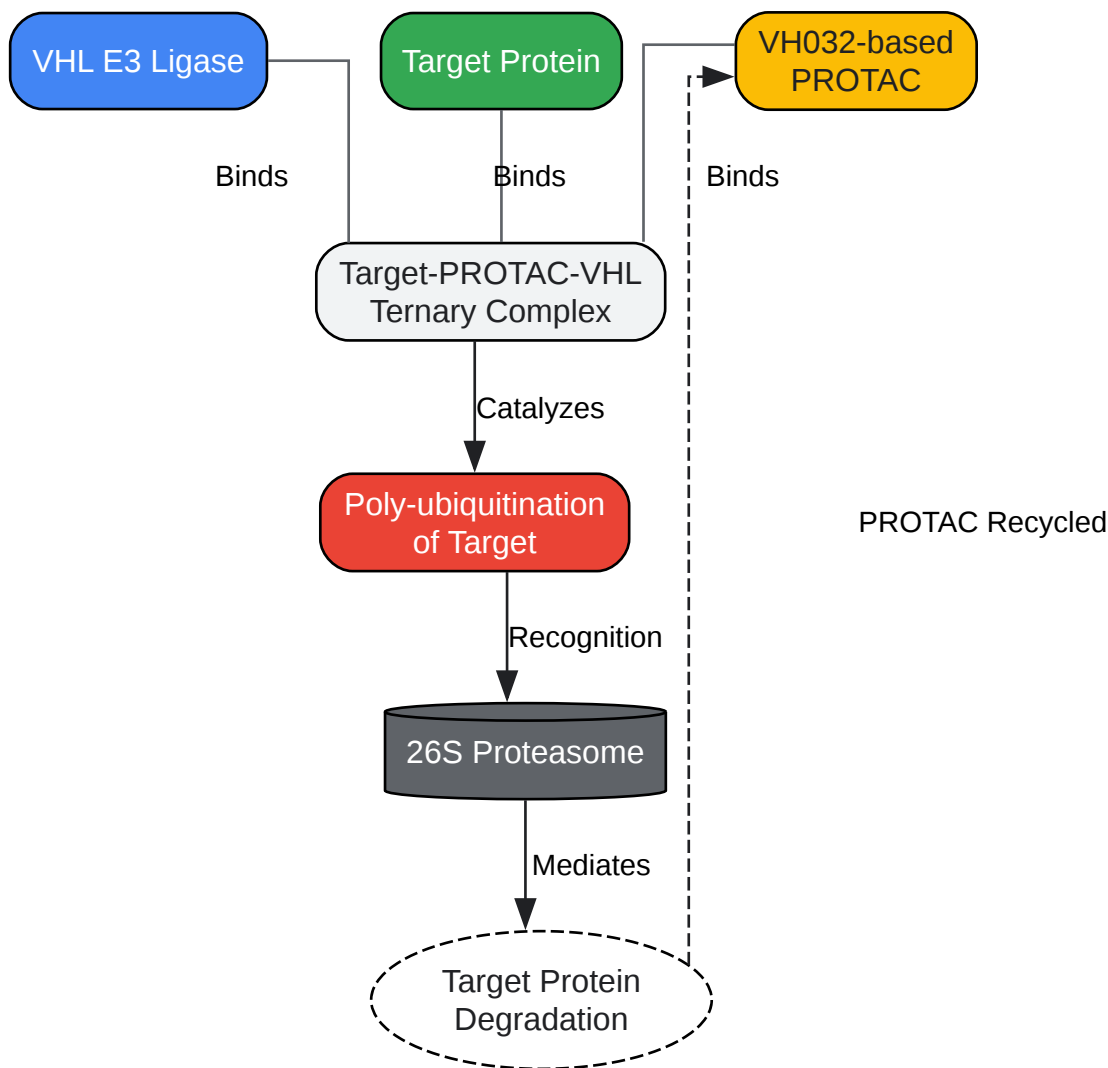 VHL E3 Ligase
Target Protein
VH032-based
PROTAC
Binds
Binds
Binds
Target-PROTAC-VHL
Ternary Complex
Catalyzes
Poly-ubiquitination
of Target
PROTAC Recycled
Recognition
26S Proteasome
Mediates
Target Protein
Degradation